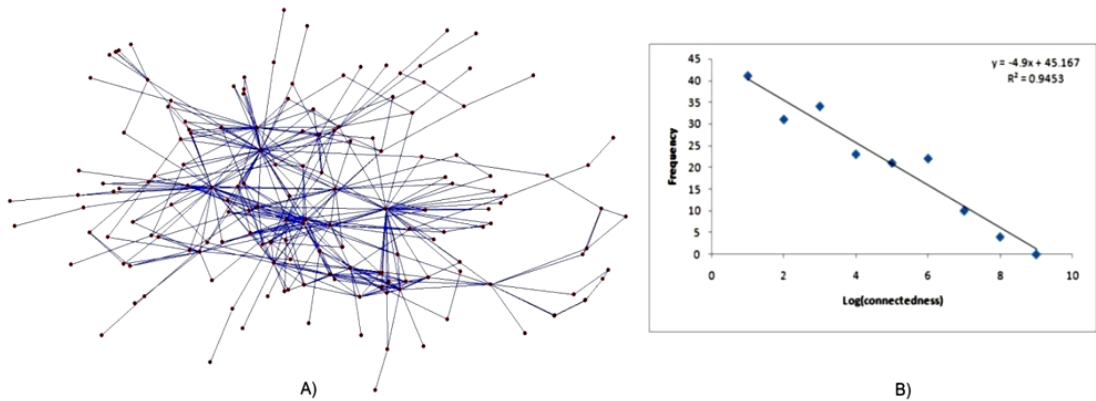 y = -4.9x + 45.167
R² = 0.9453
Frequency
45
40
35
30
25
20
15
10
5
0
0 2 4 6 8 10
Log(connectedness)
A) B)